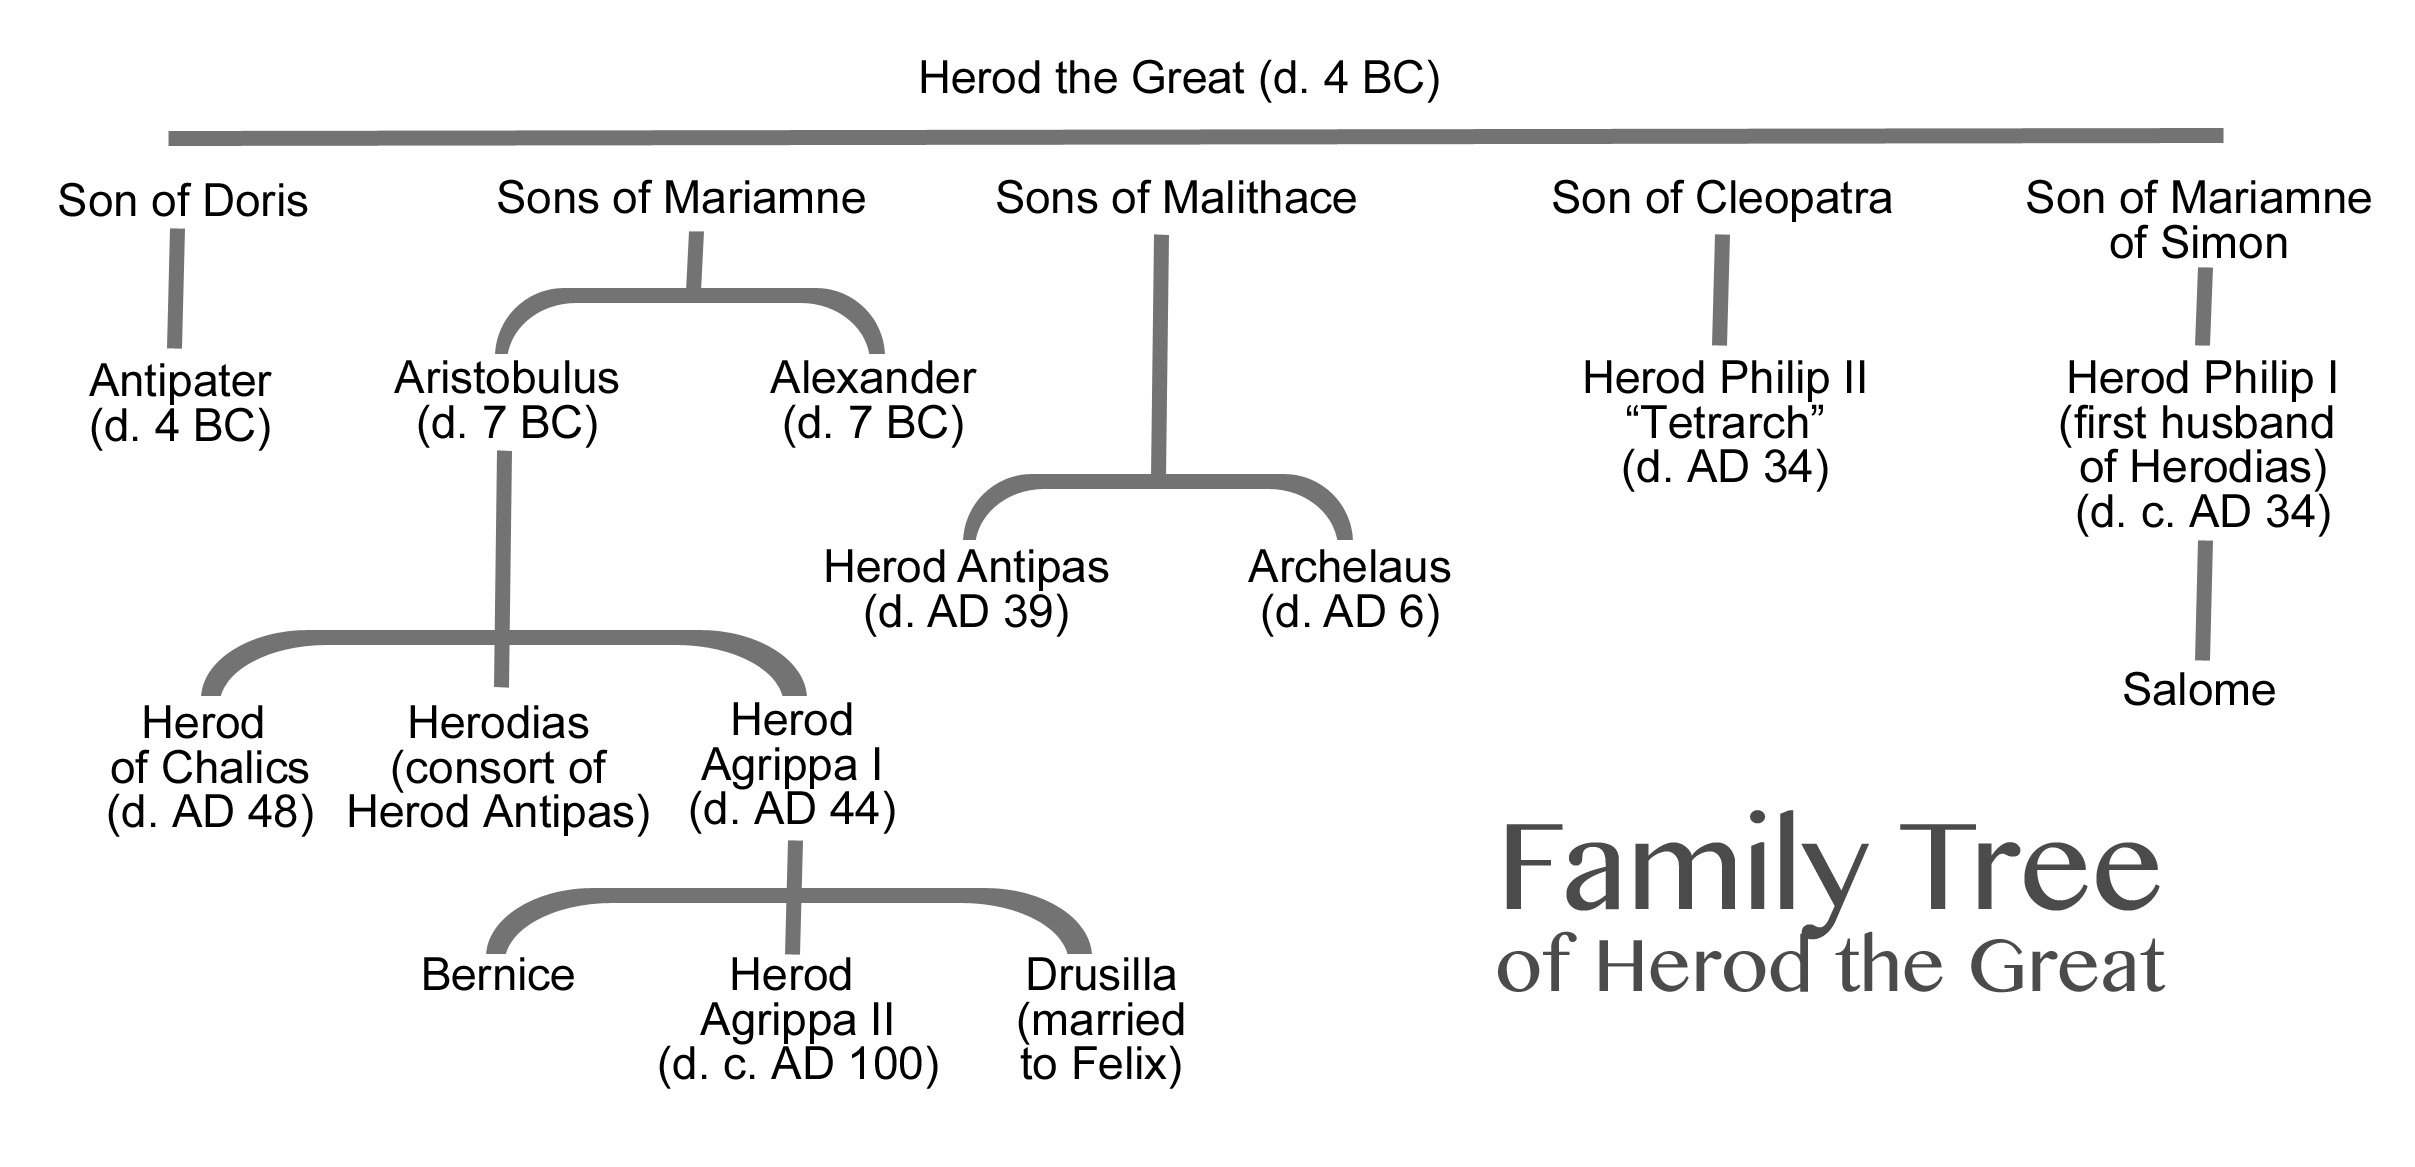 Herod the Great (d. 4 BC)
Son of Doris
Sons of Mariamne
Sons of Malithace
Son of Cleopatra
Son of Mariamne
of Simon
Antipater
(d. 4 BC)
Aristobulus
(d. 7 BC)
Alexander
(d. 7 BC)
Herod Philip II
“Tetrarch”
(d. AD 34)
Herod Philip I
(first husband
of Herodias)
(d. c. AD 34)
Herod Antipas
(d. AD 39)
Archelaus
(d. AD 6)
Salome
Herod
of Chalics
(d. AD 48)
Herodias
(consort of
Herod Antipas)
Herod
Agrippa I
(d. AD 44)
Bernice
Herod
Agrippa II
(d. c. AD 100)
Drusilla
(married
to Felix)
Family Tree
of Herod the Great